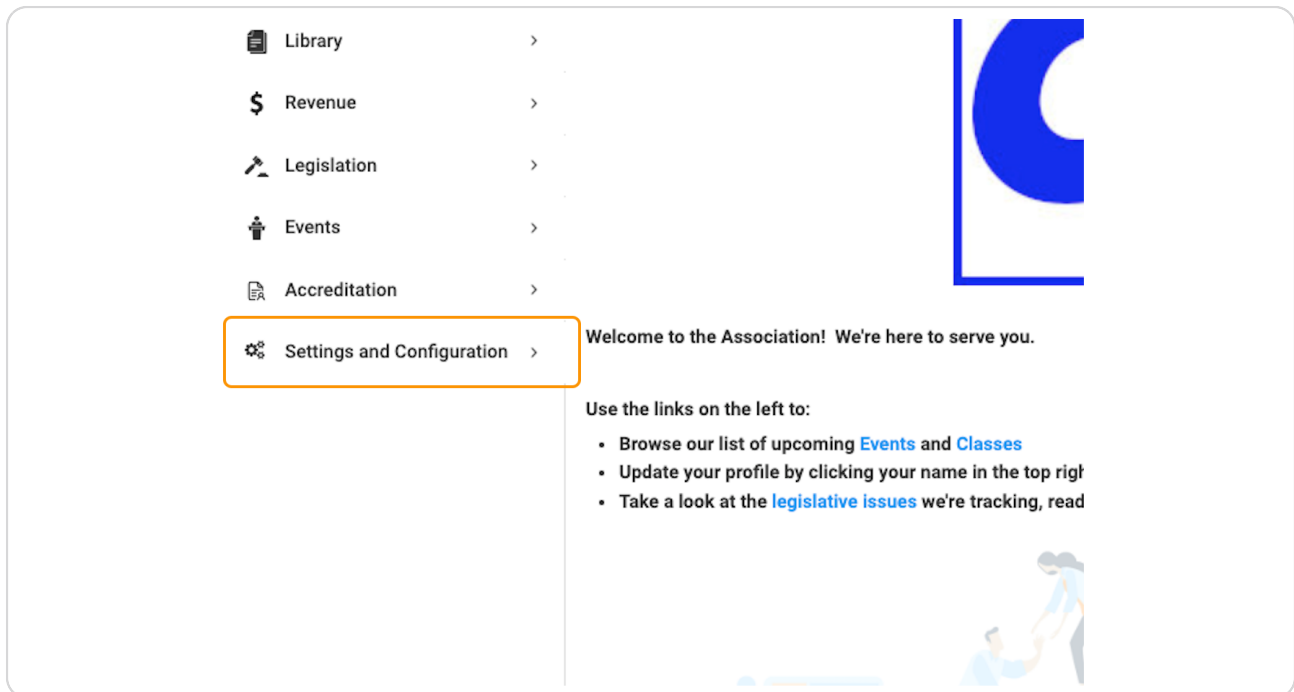 Library
Revenue
Legislation
Events
Accreditation
Settings and Configuration
Welcome to the Association!  We're here to serve you.
Use the links on the left to:
• Browse our list of upcoming Events and Classes
• Update your profile by clicking your name in the top
• Take a look at the legislative issues we're tracking, read